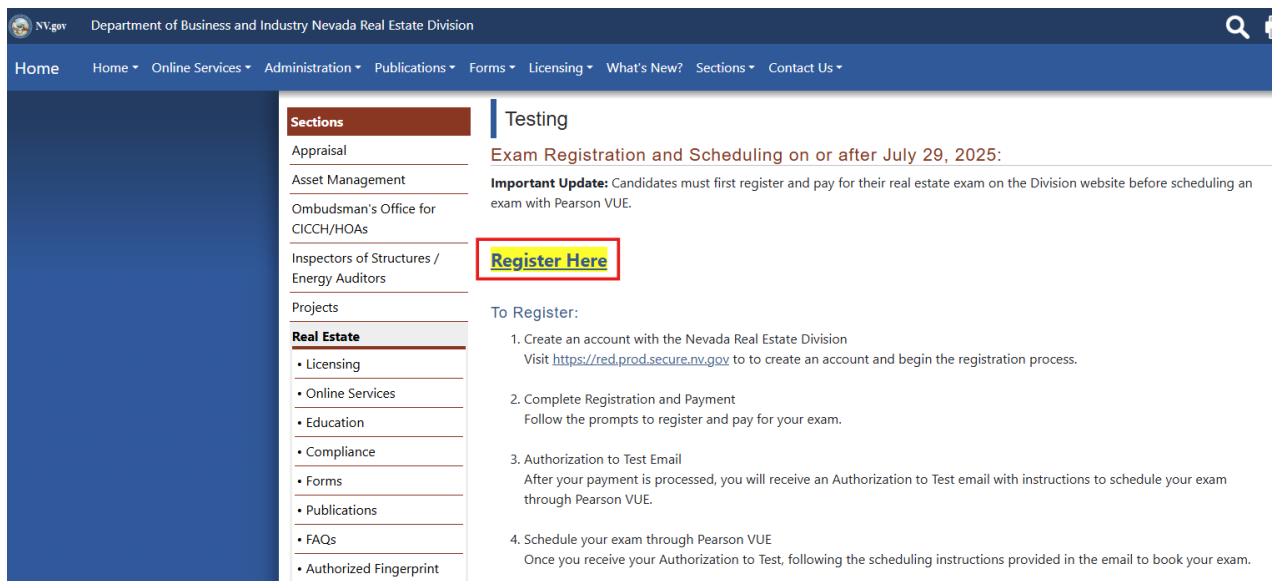 NV.gov Department of Business and Industry Nevada Real Estate Division
Home Home Online Services Administration Publications Forms Licensing What's New? Sections Contact Us
Sections
Appraisal
Asset Management
Ombudsman's Office for
CICCH/HOAs
Inspectors of Structures /
Energy Auditors
Projects
Real Estate
• Licensing
• Online Services
• Education
• Compliance
• Forms
• Publications
• FAQs
• Authorized Fingerprint
Testing
Exam Registration and Scheduling on or after July 29, 2025:
Important Update: Candidates must first register and pay for their real estate exam on the Division website before scheduling an
exam with Pearson VUE.
Register Here
To Register:
1. Create an account with the Nevada Real Estate Division
Visit https://red.prod.secure.nv.gov to to create an account and begin the registration process.
2. Complete Registration and Payment
Follow the prompts to register and pay for your exam.
3. Authorization to Test Email
After your payment is processed, you will receive an Authorization to Test email with instructions to schedule your exam
through Pearson VUE.
4. Schedule your exam through Pearson VUE
Once you receive your Authorization to Test, following the scheduling instructions provided in the email to book your exam.